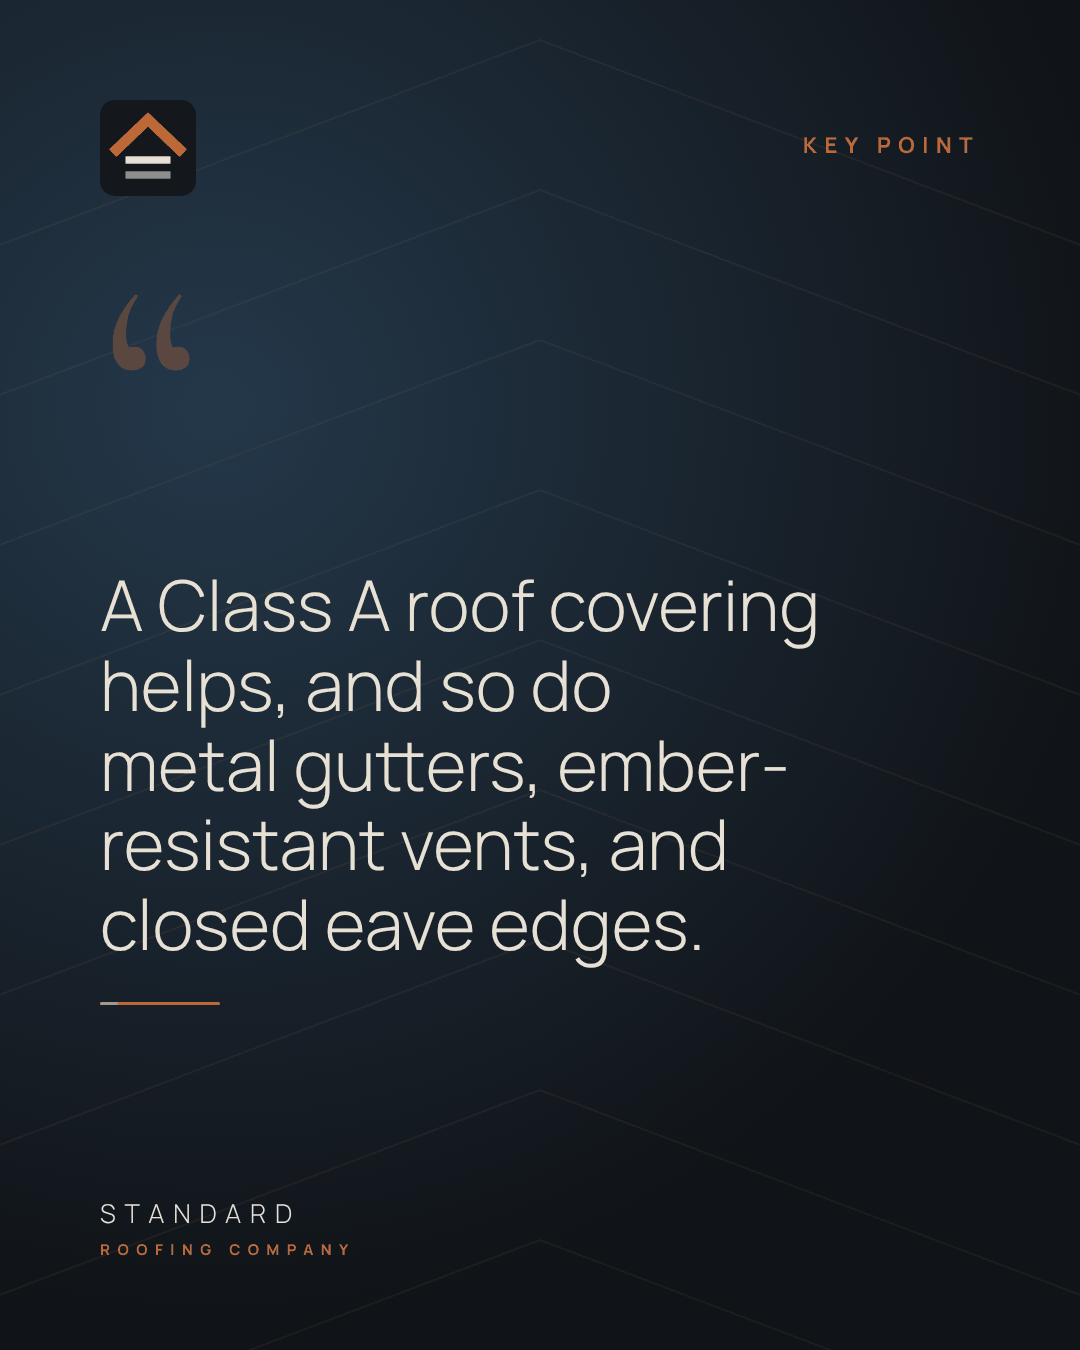 KEY POINT
“
A Class A roof covering
helps, and so do
metal gutters, ember-
resistant vents, and
closed eave edges.
STANDARD
ROOFING COMPANY